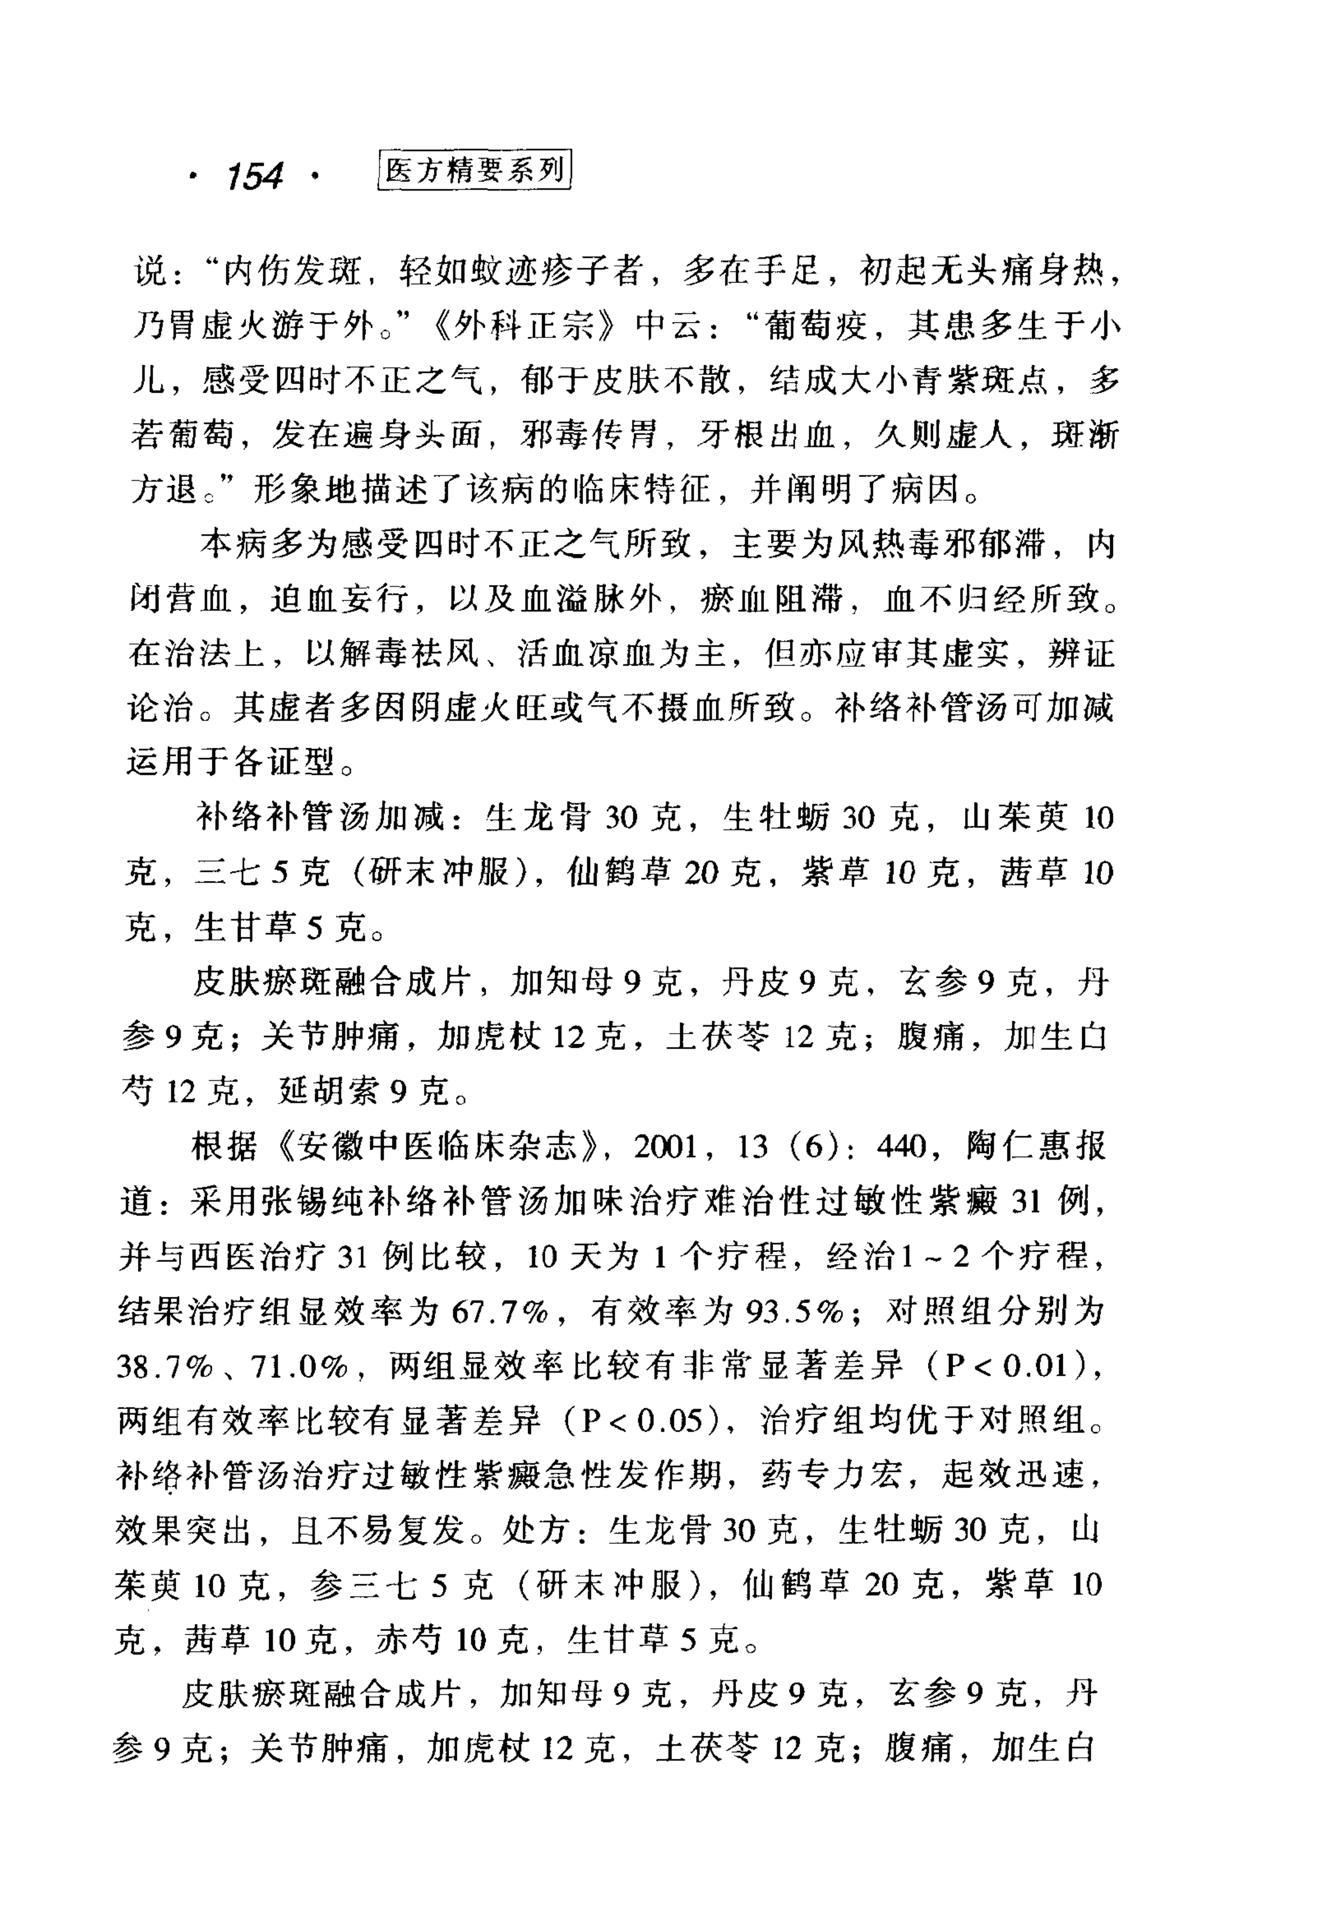 · 154 · 医方精要系列
说：“内伤发斑，轻如蚊迹疹子者，多在手足，初起无头痛身热，
乃胃虚火游于外。”《外科正宗》中云：“葡萄疫，其患多生于小
儿，感受四时不正之气，郁于皮肤不散，结成大小青紫斑点，多
若葡萄，发在遍身头面，邪毒传胃，牙根出血，久则虚人，斑渐
方退。”形象地描述了该病的临床特征，并阐明了病因。
本病多为感受四时不正之气所致，主要为风热毒邪郁滞，内
闭营血，迫血妄行，以及血溢脉外，瘀血阻滞，血不归经所致。
在治法上，以解毒祛风、活血凉血为主，但亦应审其虚实，辨证
论治。其虚者多因阴虚火旺或气不摄血所致。补络补管汤可加减
运用于各证型。
补络补管汤加减：生龙骨 30 克，生牡蛎 30 克，山茱萸 10
克，三七 5 克（研末冲服），仙鹤草 20 克，紫草 10 克，茜草 10
克，生甘草 5 克。
皮肤瘀斑融合成片，加知母 9 克，丹皮 9 克，玄参 9 克，丹
参 9 克；关节肿痛，加虎杖 12 克，土茯苓 12 克；腹痛，加生白
芍 12 克，延胡索 9 克。
根据《安徽中医临床杂志》，2001，13（6）：440，陶仁惠报
道：采用张锡纯补络补管汤加味治疗难治性过敏性紫癜 31 例，
并与西医治疗 31 例比较，10 天为 1 个疗程，经治1～2 个疗程，
结果治疗组显效率为 67.7%，有效率为 93.5%；对照组分别为
38.7%、71.0%，两组显效率比较有非常显著差异（P＜0.01），
两组有效率比较有显著差异（P＜0.05），治疗组均优于对照组。
补络补管汤治疗过敏性紫癜急性发作期，药专力宏，起效迅速，
效果突出，且不易复发。处方：生龙骨 30 克，生牡蛎 30 克，山
茱萸 10 克，参三七 5 克（研末冲服），仙鹤草 20 克，紫草 10
克，茜草 10 克，赤芍 10 克，生甘草 5 克。
皮肤瘀斑融合成片，加知母 9 克，丹皮 9 克，玄参 9 克，丹
参 9 克；关节肿痛，加虎杖 12 克，土茯苓 12 克；腹痛，加生白